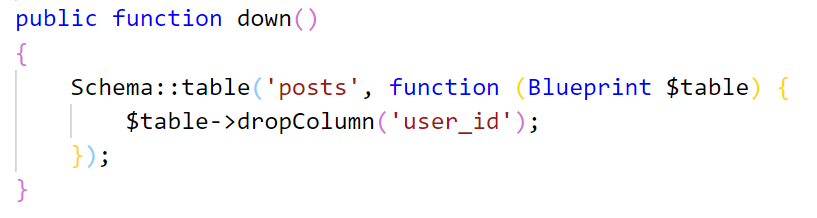 public function down()
{
    Schema::table('posts', function (Blueprint $table) {
        $table->dropColumn('user_id');
    });
}